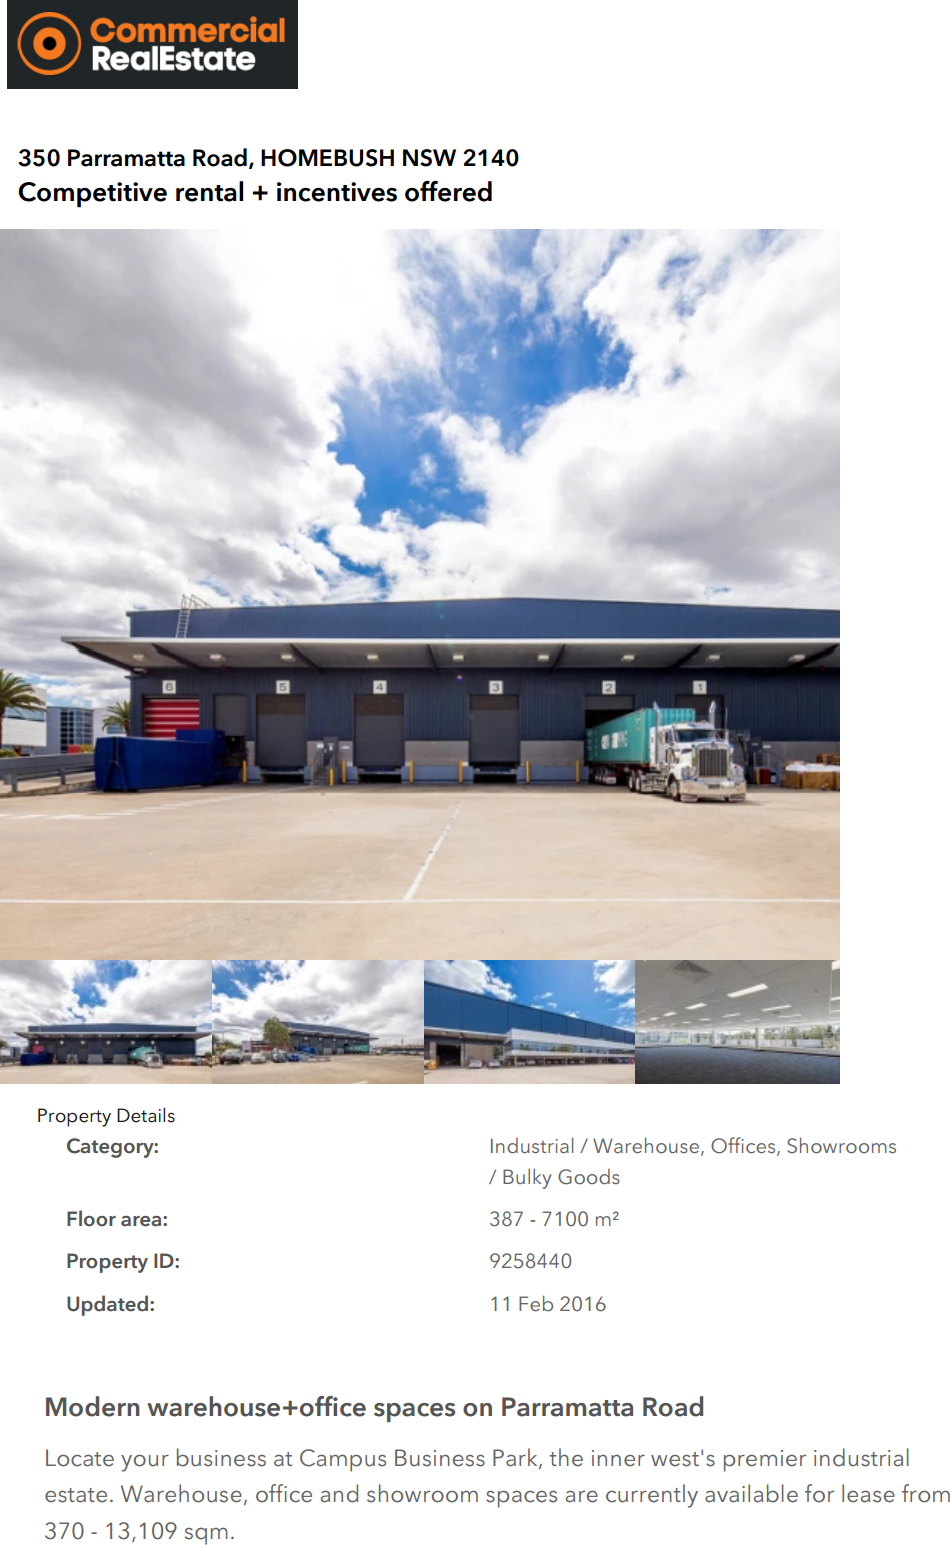 Commercial
RealEstate
350 Parramatta Road, HOMEBUSH NSW 2140
Competitive rental + incentives offered
6
5
4
3
2
1
Property Details
Category:
Industrial / Warehouse, Offices, Showrooms
/ Bulky Goods
Floor area:
387 - 7100 m²
Property ID:
9258440
Updated:
11 Feb 2016
Modern warehouse+office spaces on Parramatta Road
Locate your business at Campus Business Park, the inner west's premier industrial
estate. Warehouse, office and showroom spaces are currently available for lease from
370 - 13,109 sqm.